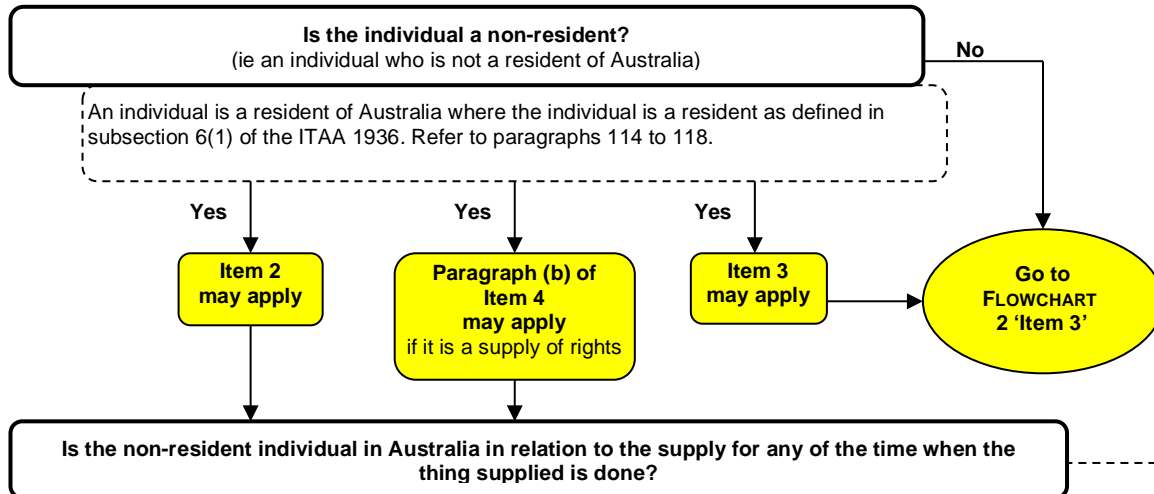 Is the individual a non-resident?
(ie an individual who is not a resident of Australia)
No
An individual is a resident of Australia where the individual is a resident as defined in
subsection 6(1) of the ITAA 1936. Refer to paragraphs 114 to 118.
Yes
Yes
Yes
Item 2
may apply
Paragraph (b) of
Item 4
may apply
if it is a supply of rights
Item 3
may apply
Go to
FLOWCHART
2 ‘Item 3’
Is the non-resident individual in Australia in relation to the supply for any of the time when the
thing supplied is done?